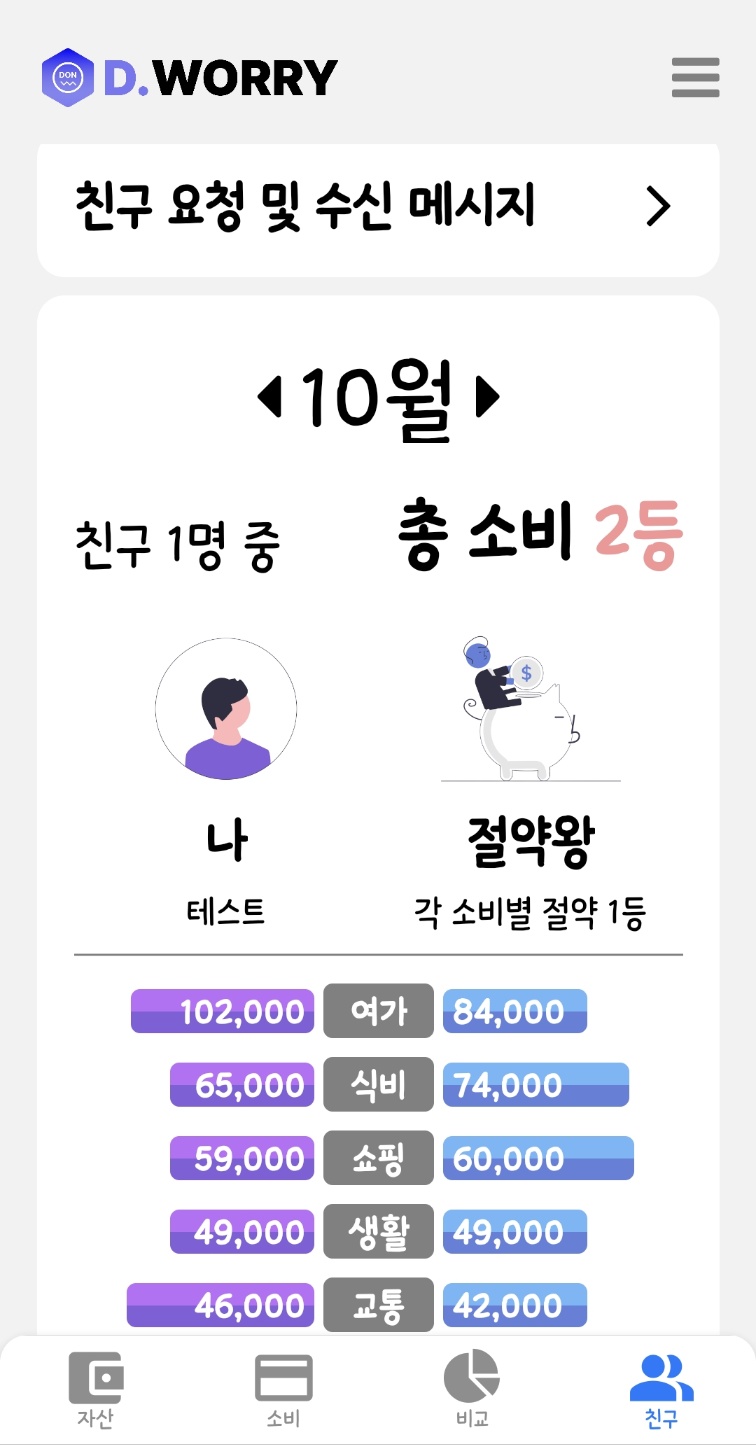 DON
D.WORRY
친구 요청 및 수신 메시지
10월
친구 1명 중
총 소비 2등
$
나
절약왕
테스트
각 소비별 절약 1등
102,000 여가 84,000
65,000 식비 74,000
59,000 쇼핑 60,000
49,000 생활 49,000
46,000 교통 42,000
자산 소비 비교 친구